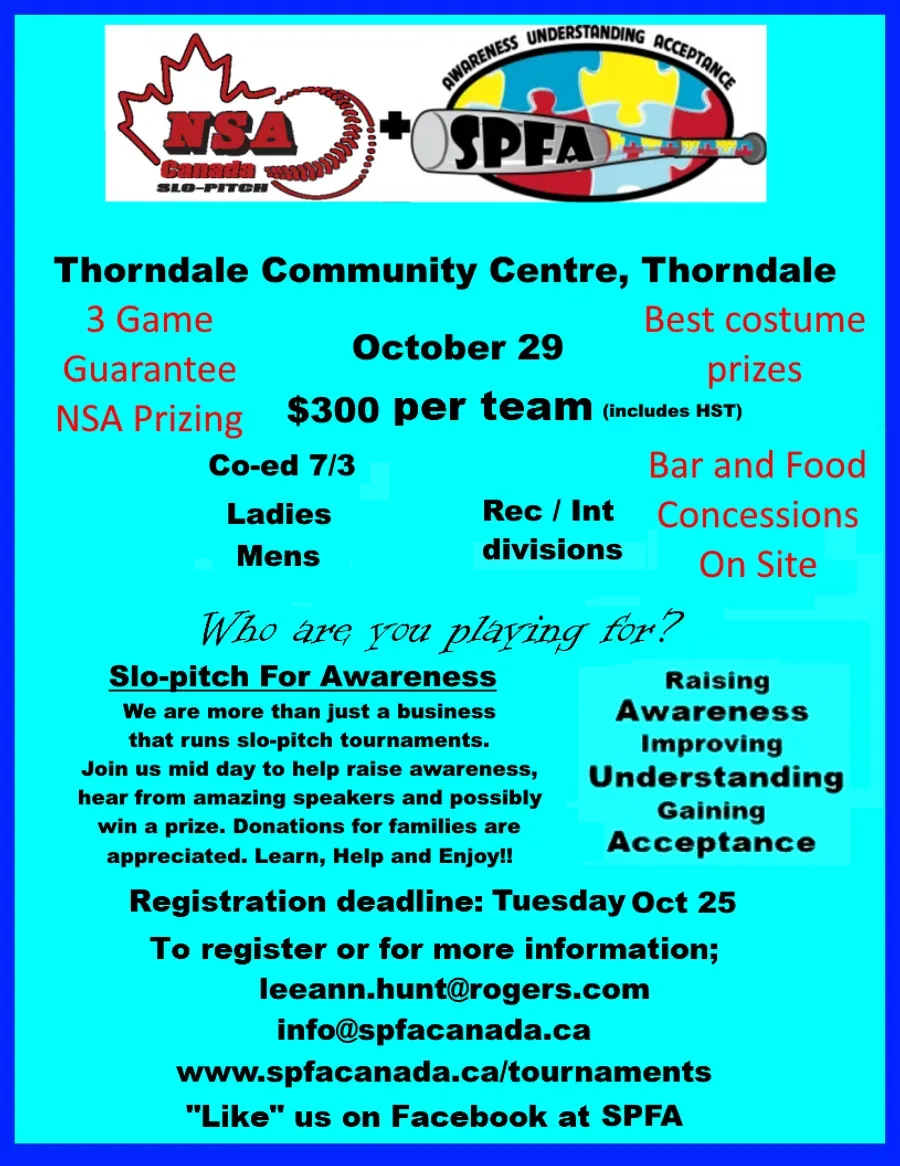 AWARENESS UNDERSTANDING ACCEPTANCE
NSA
Canada
SLO-PITCH
+
SPFA
Thorndale Community Centre, Thorndale
3 Game
Guarantee
NSA Prizing
October 29
Best costume
prizes
$300 per team (includes HST)
Co-ed 7/3
Ladies
Mens
Rec / Int
divisions
Bar and Food
Concessions
On Site
Who are you playing for?
Slo-pitch For Awareness
We are more than just a business
that runs slo-pitch tournaments.
Join us mid day to help raise awareness,
hear from amazing speakers and possibly
win a prize. Donations for families are
appreciated. Learn, Help and Enjoy!!
Raising
Awareness
Improving
Understanding
Gaining
Acceptance
Registration deadline: Tuesday Oct 25
To register or for more information;
leeann.hunt@rogers.com
info@spfacanada.ca
www.spfacanada.ca/tournaments
"Like" us on Facebook at SPFA